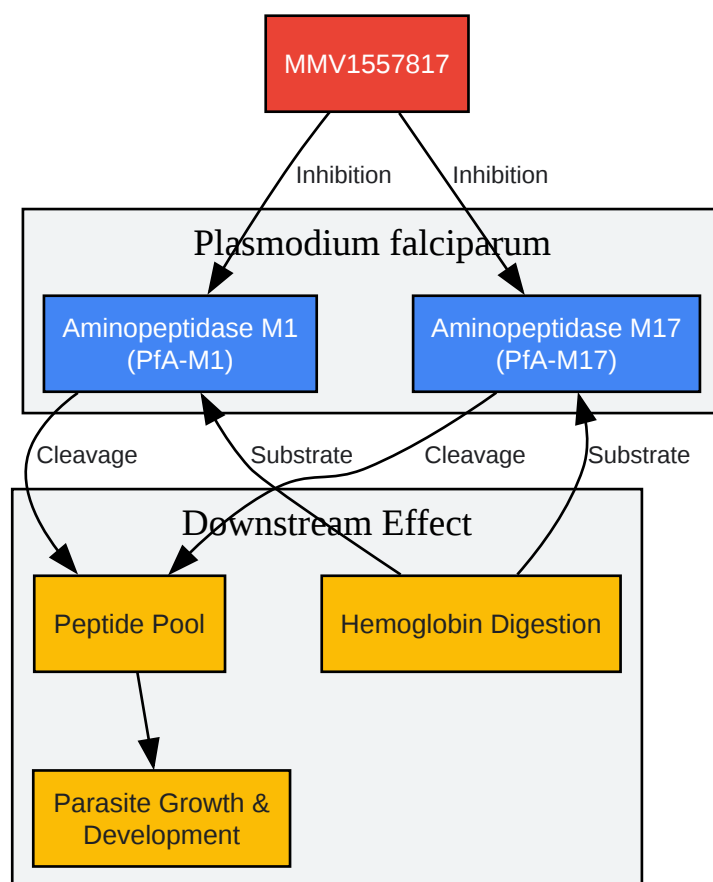 MMV1557817
Inhibition
Inhibition
Plasmodium falciparum
Aminopeptidase M1
(PfA-M1)
Aminopeptidase M17
(PfA-M17)
Cleavage
Substrate
Cleavage
Substrate
Downstream Effect
Peptide Pool
Hemoglobin Digestion
Parasite Growth &
Development